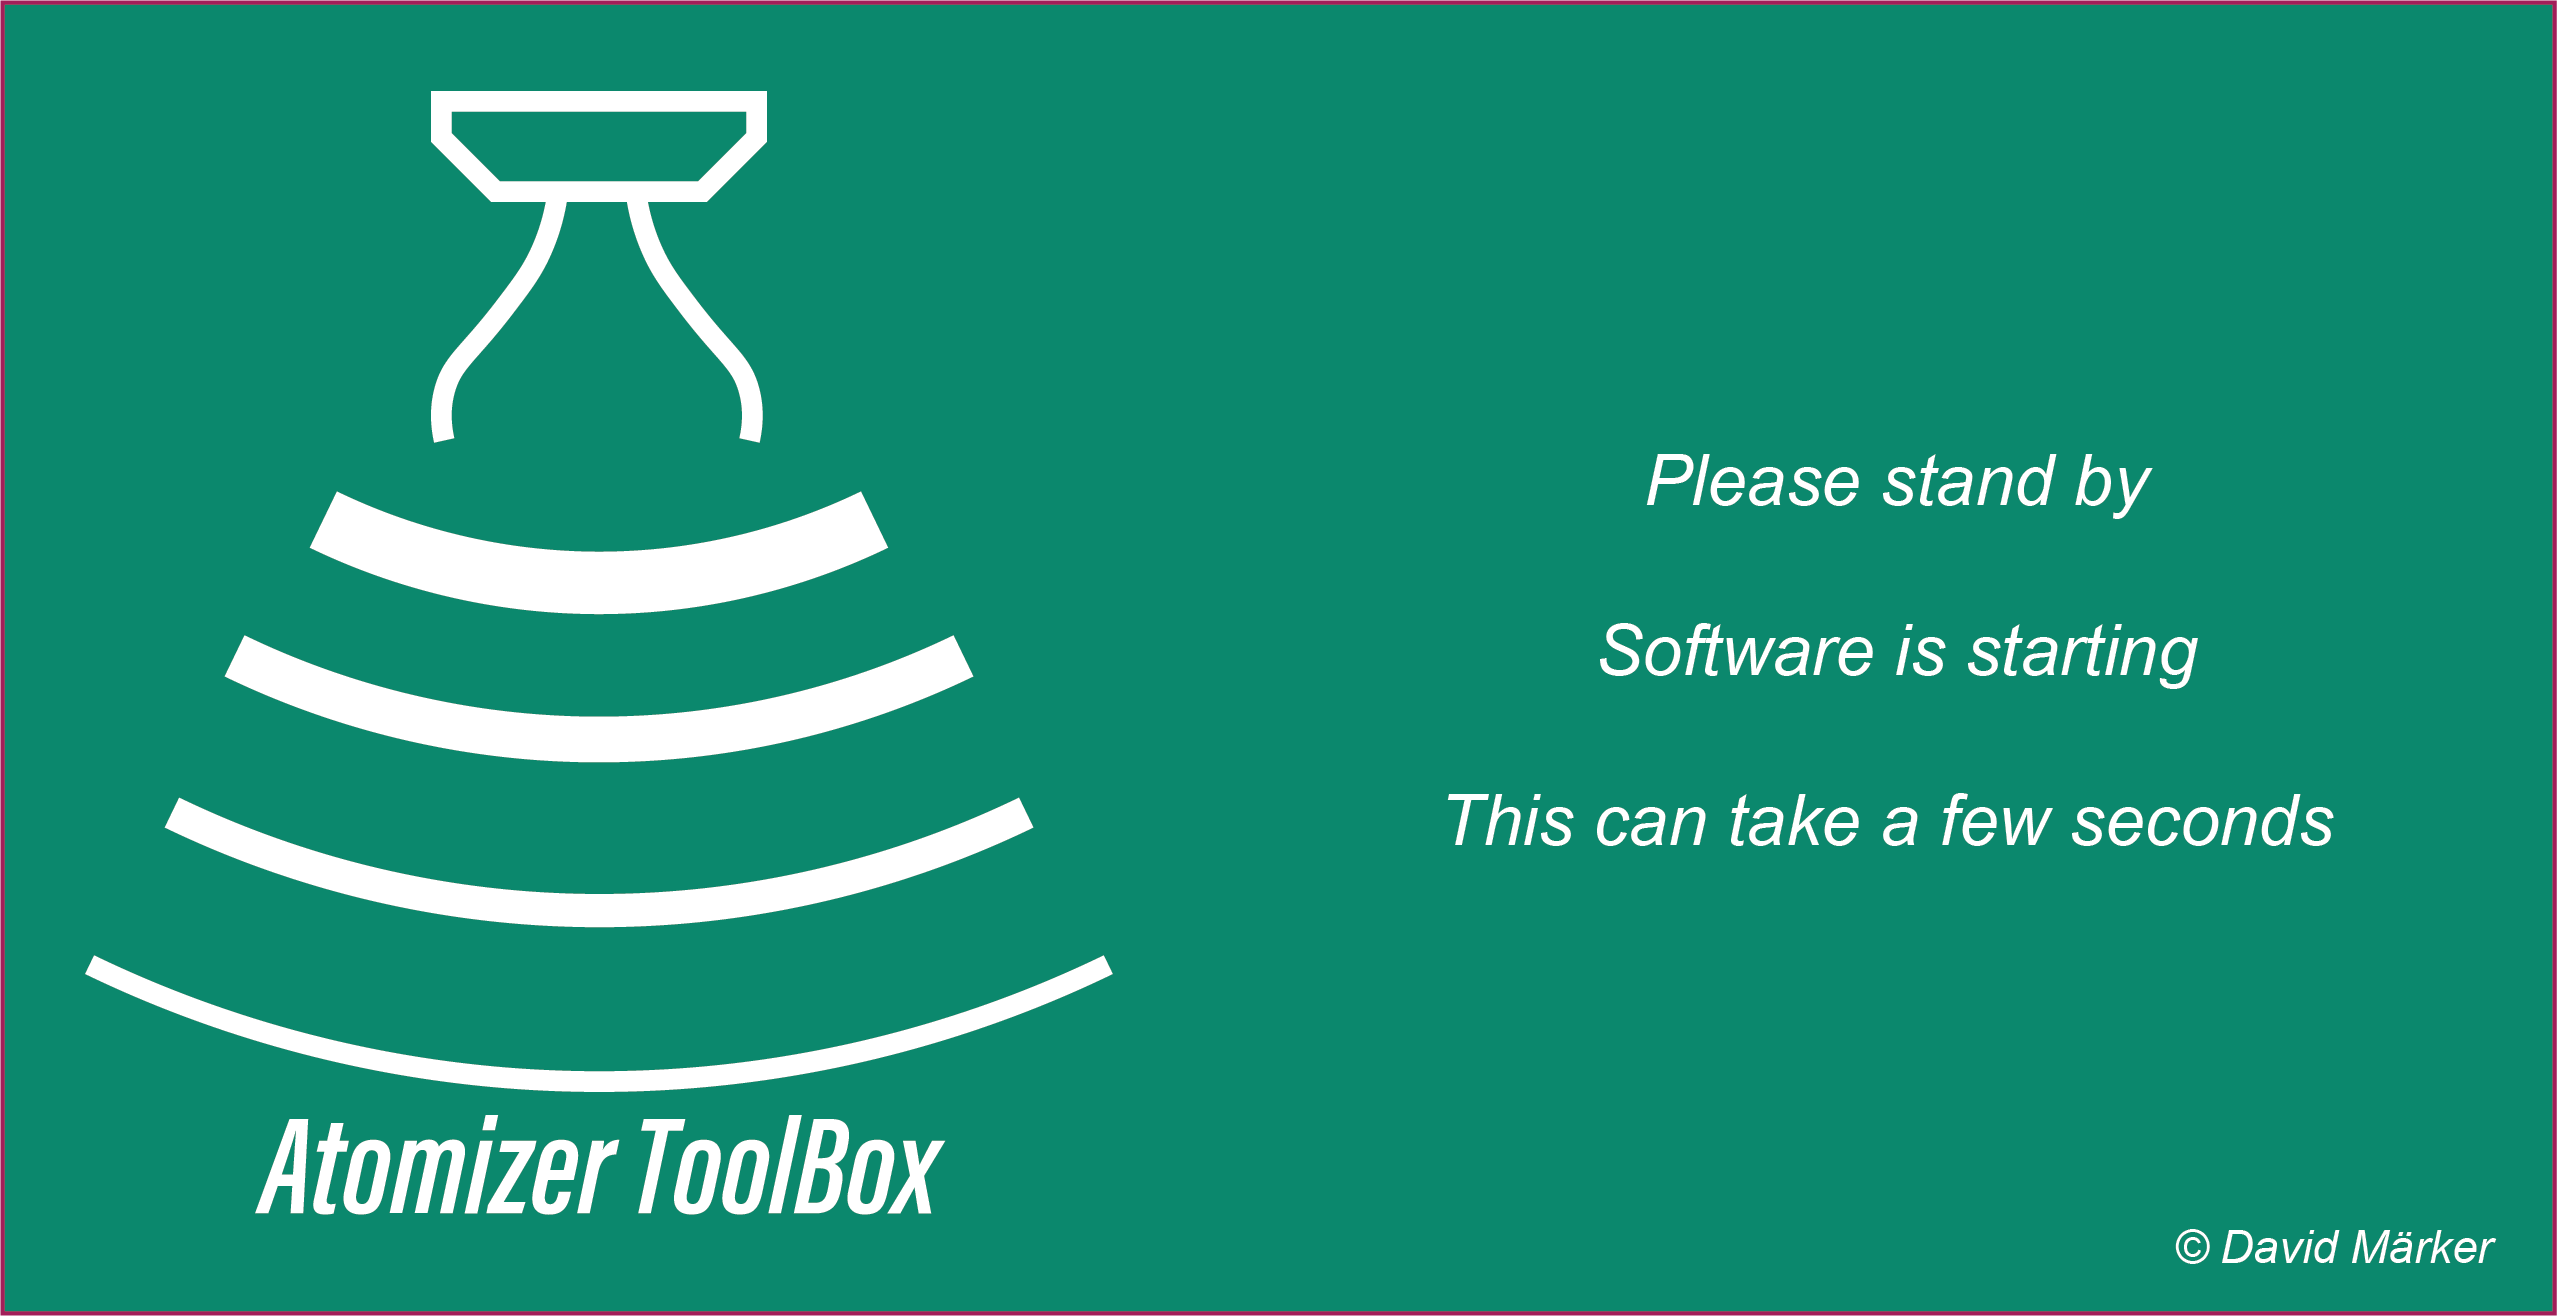 Please stand by
Software is starting
This can take a few seconds
Atomizer ToolBox
© David Märker